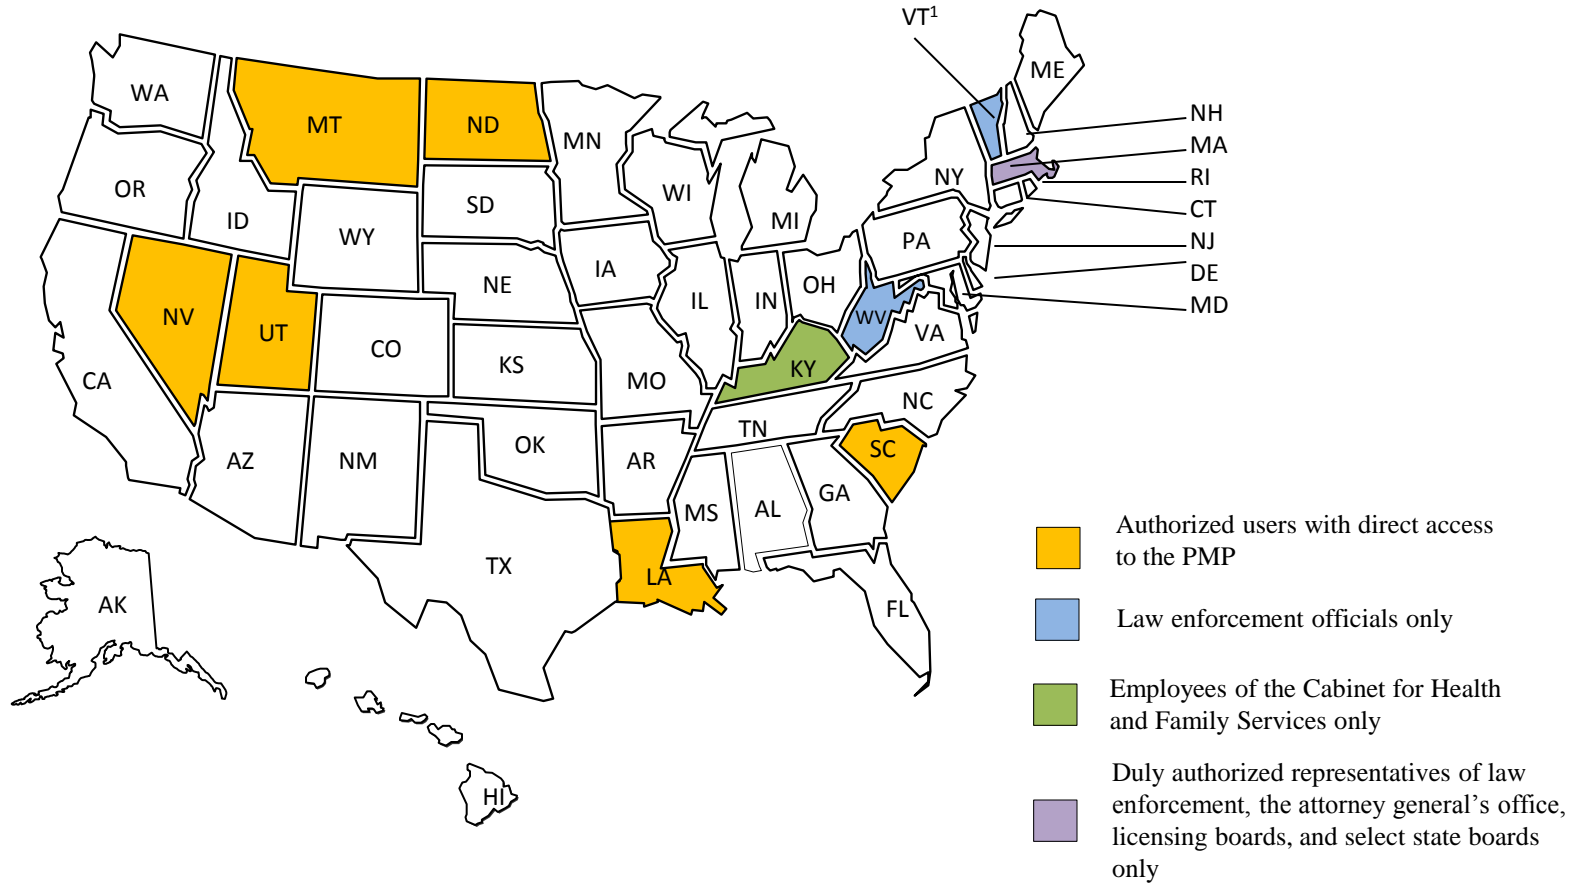 VT¹
ME
WA
NH
MT
ND
MN
MA
RI
OR
NY
WI
CT
SD
ID
MI
WY
PA
NJ
IA
DE
NE
OH
IL
IN
MD
NV
WV
UT
VA
CO
KS
KY
CA
MO
NC
TN
OK
SC
AZ
NM
AR
GA
MS
AL
TX
LA
AK
FL
HI
Authorized users with direct access
to the PMP
Law enforcement officials only
Employees of the Cabinet for Health
and Family Services only
Duly authorized representatives of law
enforcement, the attorney general’s office,
licensing boards, and select state boards
only